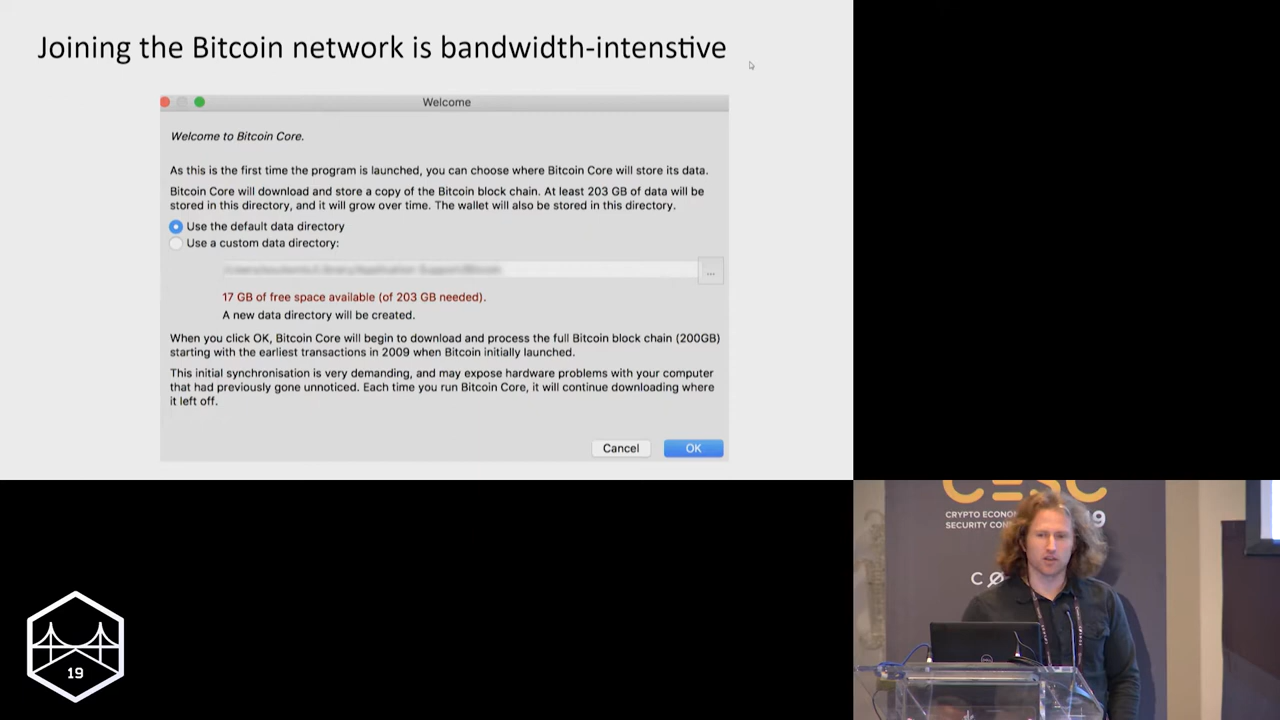 Joining the Bitcoin network is bandwidth-intenstive
Welcome
Welcome to Bitcoin Core.
As this is the first time the program is launched, you can choose where Bitcoin Core will store its data.
Bitcoin Core will download and store a copy of the Bitcoin block chain. At least 203 GB of data will be
stored in this directory, and it will grow over time. The wallet will also be stored in this directory.
Use the default data directory
Use a custom data directory:
...
17 GB of free space available (of 203 GB needed).
A new data directory will be created.
When you click OK, Bitcoin Core will begin to download and process the full Bitcoin block chain (200GB)
starting with the earliest transactions in 2009 when Bitcoin initially launched.
This initial synchronisation is very demanding, and may expose hardware problems with your computer
that had previously gone unnoticed. Each time you run Bitcoin Core, it will continue downloading where
it left off.
Cancel
OK
CESC
CRYPTO ECONO
SECURITY CON
19
CØ
DELL
19